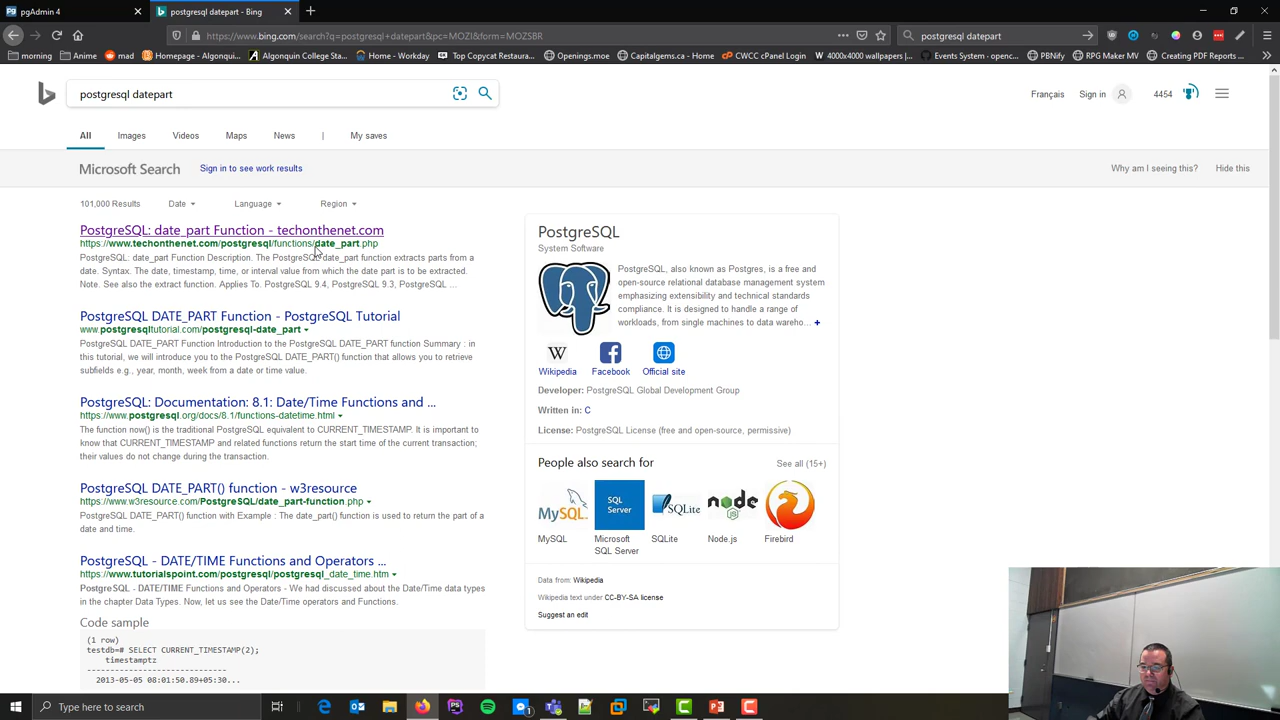 pgAdmin 4
postgresql datepart - Bing
https://www.bing.com/search?q=postgresql+datepart&pc=MOZI&form=MOZSBR
postgresql datepart
morning
Amazon
reddit
Homepage - Algonqui...
Algonquin College
BT
Top Copycat Restaura...
Openings.moe
Capitalgems.ca
CWCC cPanel Login
4000x4000 wallpapers |...
Events System - openc...
PBNify
RPG Maker MV
Creating PDF Reports ...
postgresql datepart
Français
Sign in
4454
All
Images
Videos
Maps
News
|
My saves
Microsoft Search
Sign in to see work results
Why am I seeing this?
Hide this
101,000 Results
Date
Language
Region
PostgreSQL: date_part Function - techonthenet.com
https://www.techonthenet.com/postgresql/functions/date_part.php
PostgreSQL: date_part Function Description. The PostgreSQL date_part function extracts parts from a
date. Syntax. The date, timestamp, time, or interval value from which the date part is to be extracted.
Note. See also the extract function. Applies To. PostgreSQL 9.4, PostgreSQL 9.3, PostgreSQL ...
PostgreSQL DATE_PART Function - PostgreSQL Tutorial
www.postgresqltutorial.com/postgresql-date_part
PostgreSQL DATE_PART Function Introduction to the PostgreSQL DATE_PART function Summary : in
this tutorial, we will introduce you to the PostgreSQL DATE_PART() function that allows you to retrieve
subfields e.g., year, month, week from a date or time value.
PostgreSQL: Documentation: 8.1: Date/Time Functions and ...
https://www.postgresql.org/docs/8.1/functions-datetime.html
The function now() is the traditional PostgreSQL equivalent to CURRENT_TIMESTAMP. It is important to
know that CURRENT_TIMESTAMP and related functions return the start time of the current transaction;
their values do not change during the transaction.
PostgreSQL DATE_PART() function - w3resource
https://www.w3resource.com/PostgreSQL/date_part-function.php
PostgreSQL DATE_PART() function with Example : The date_part() function is used to return the part of a
date and time.
PostgreSQL - DATE/TIME Functions and Operators ...
https://www.tutorialspoint.com/postgresql/postgresql_date_time.htm
PostgreSQL - DATE/TIME Functions and Operators - We had discussed about the Date/Time data types
in the chapter Data Types. Now, let us see the Date/Time operators and Functions.
Code sample
(1 row)
testdb=# SELECT CURRENT_TIMESTAMP(2);
timestamptz
------------------------------
2013-05-05 08:01:50.89+05:30...
PostgreSQL
System Software
PostgreSQL, also known as Postgres, is a free and
open-source relational database management system
emphasizing extensibility and technical standards
compliance. It is designed to handle a range of
workloads, from single machines to data wareho... +
Wikipedia
Facebook
Official site
Developer: PostgreSQL Global Development Group
Written in: C
License: PostgreSQL License (free and open-source, permissive)
People also search for
See all (15+)
MySQL
SQL Server
SQLite
node
MySQL
Microsoft SQL Server
SQLite
Node.js
Firebird
Data from: Wikipedia
Wikipedia text under CC-BY-SA license
Suggest an edit
Type here to search